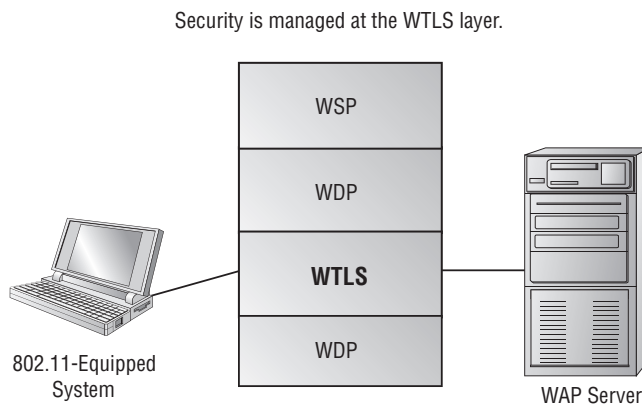 Security is managed at the WTLS layer.
WSP
WDP
WTLS
WDP
802.11-Equipped
System
WAP Server